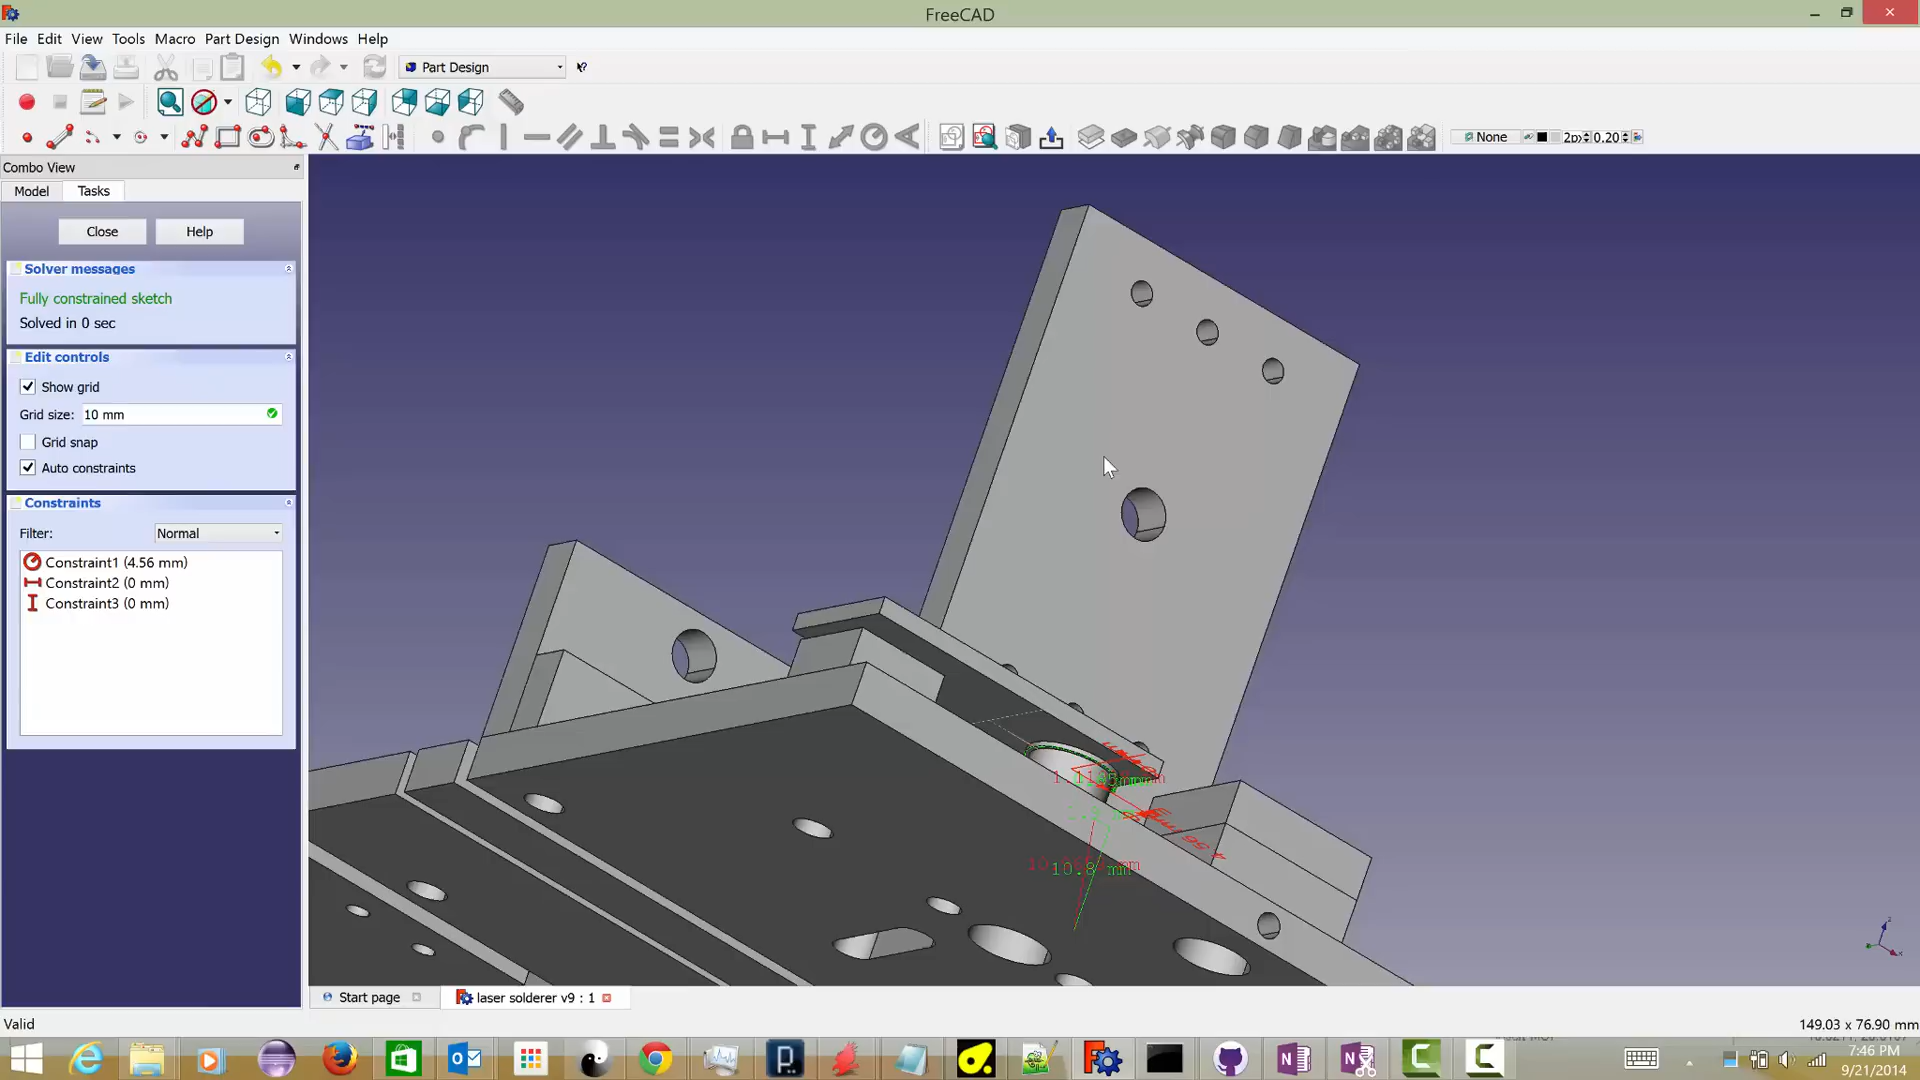 FreeCAD
File Edit View Tools Macro Part Design Windows Help
Part Design
None 2px 0.20
Combo View
Model Tasks
Close Help
Solver messages
Fully constrained sketch
Solved in 0 sec
Edit controls
Show grid
Grid size: 10 mm
Grid snap
Auto constraints
Constraints
Filter: Normal
Constraint1 (4.56 mm)
Constraint2 (0 mm)
Constraint3 (0 mm)
10.8 mm
Start page laser solderer v9 : 1
Valid
149.03 x 76.90 mm
7:46 PM
9/21/2014